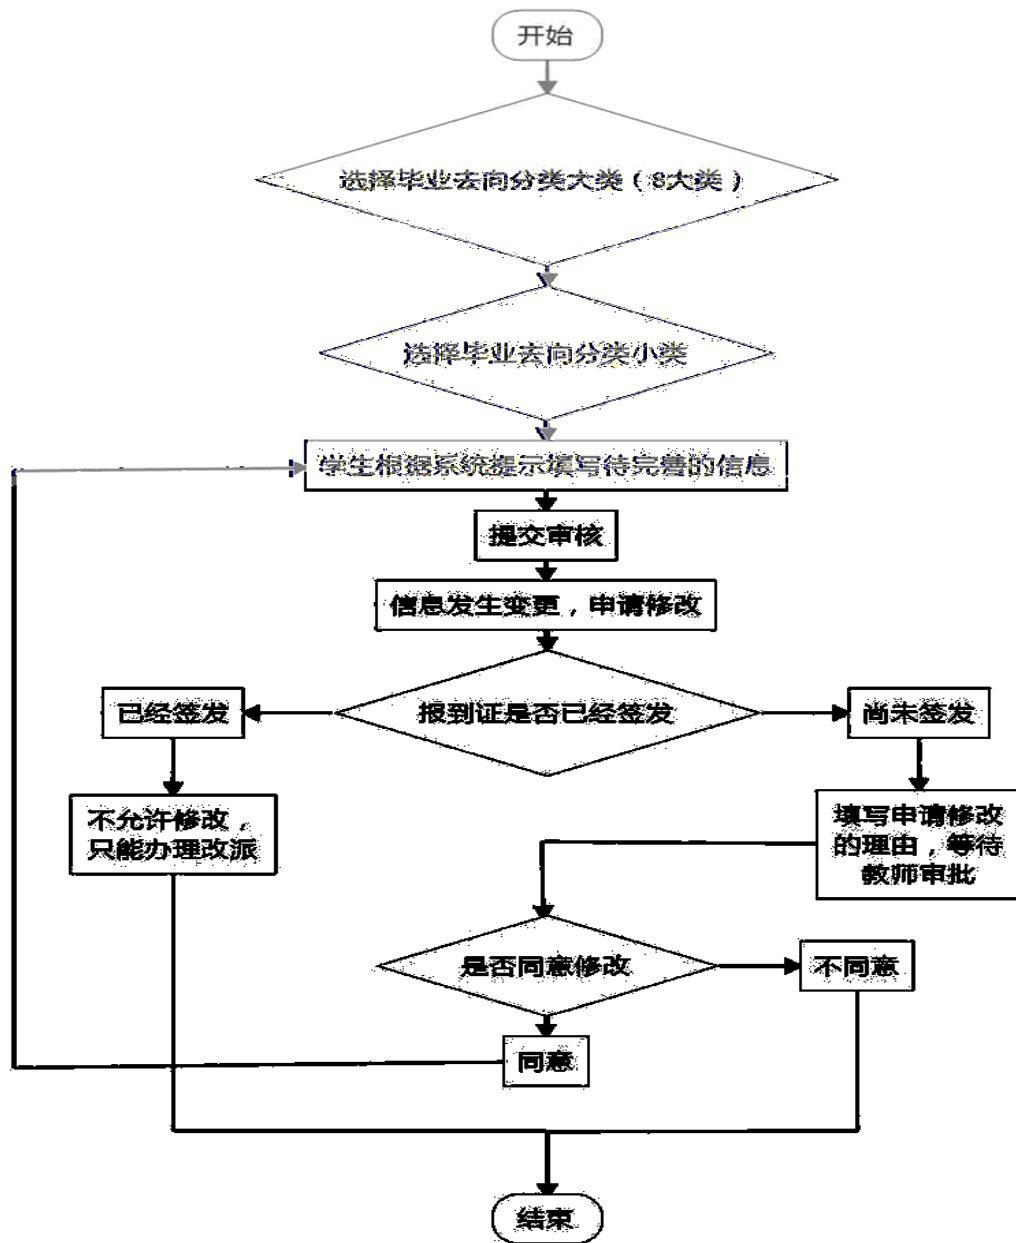 开始
选择毕业去向分类大类（8大类）
选择毕业去向分类小类
学生根据系统提示填写待完善的信息
提交审核
信息发生变更，申请修改
已经签发
报到证是否已经签发
尚未签发
不允许修改，
只能办理改派
填写申请修改
的理由，等待
教师审批
是否同意修改
不同意
同意
结束